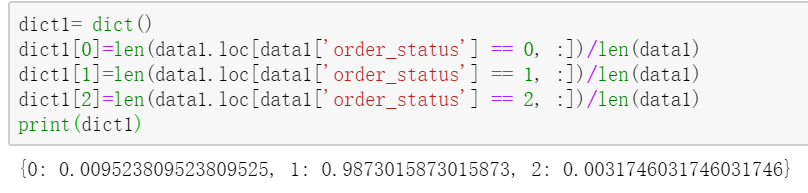 dict1= dict()
dict1[0]=len(data1.loc[data1['order_status'] == 0, :])/len(data1)
dict1[1]=len(data1.loc[data1['order_status'] == 1, :])/len(data1)
dict1[2]=len(data1.loc[data1['order_status'] == 2, :])/len(data1)
print(dict1)
{0: 0.009523809523809525, 1: 0.9873015873015873, 2: 0.0031746031746031746}